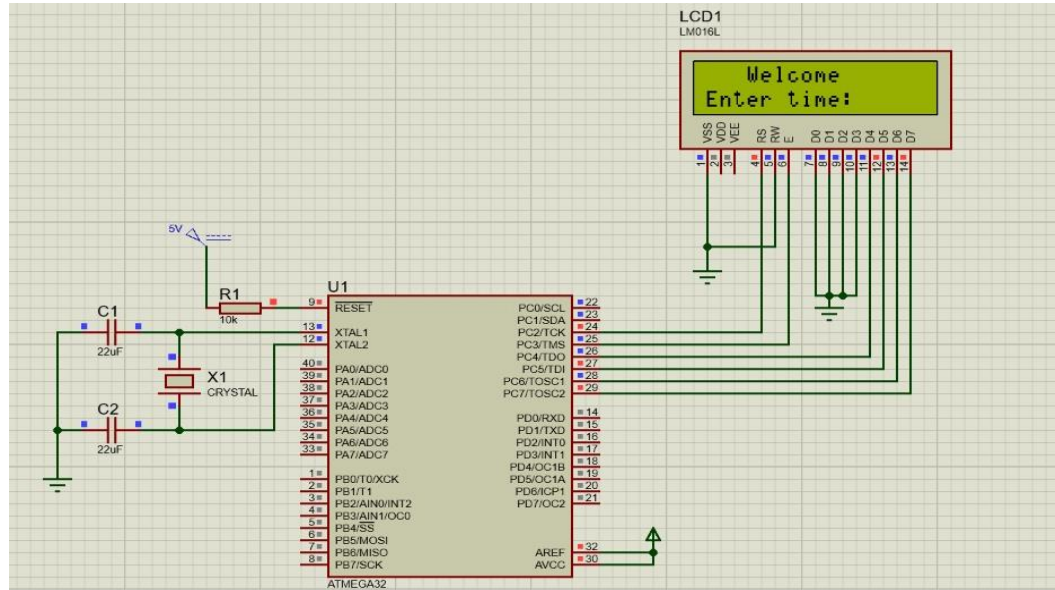 LCD1
LM016L
Welcome
Enter time:
VSS
VDD
VEE
RS
RW
E
D0
D1
D2
D3
D4
D5
D6
D7
1
2
3
4
5
6
7
8
9
10
11
12
13
14
5V
R1
10k
C1
22uF
X1
CRYSTAL
C2
22uF
U1
9 RESET
13 XTAL1
12 XTAL2
40 PA0/ADC0
39 PA1/ADC1
38 PA2/ADC2
37 PA3/ADC3
36 PA4/ADC4
35 PA5/ADC5
34 PA6/ADC6
33 PA7/ADC7
1 PB0/T0/XCK
2 PB1/T1
3 PB2/AIN0/INT2
4 PB3/AIN1/OC0
5 PB4/SS
6 PB5/MOSI
7 PB6/MISO
8 PB7/SCK
PC0/SCL 22
PC1/SDA 23
PC2/TCK 24
PC3/TMS 25
PC4/TDO 26
PC5/TDI 27
PC6/TOSC1 28
PC7/TOSC2 29
PD0/RXD 14
PD1/TXD 15
PD2/INT0 16
PD3/INT1 17
PD4/OC1B 18
PD5/OC1A 19
PD6/ICP1 20
PD7/OC2 21
AREF 32
AVCC 30
ATMEGA32